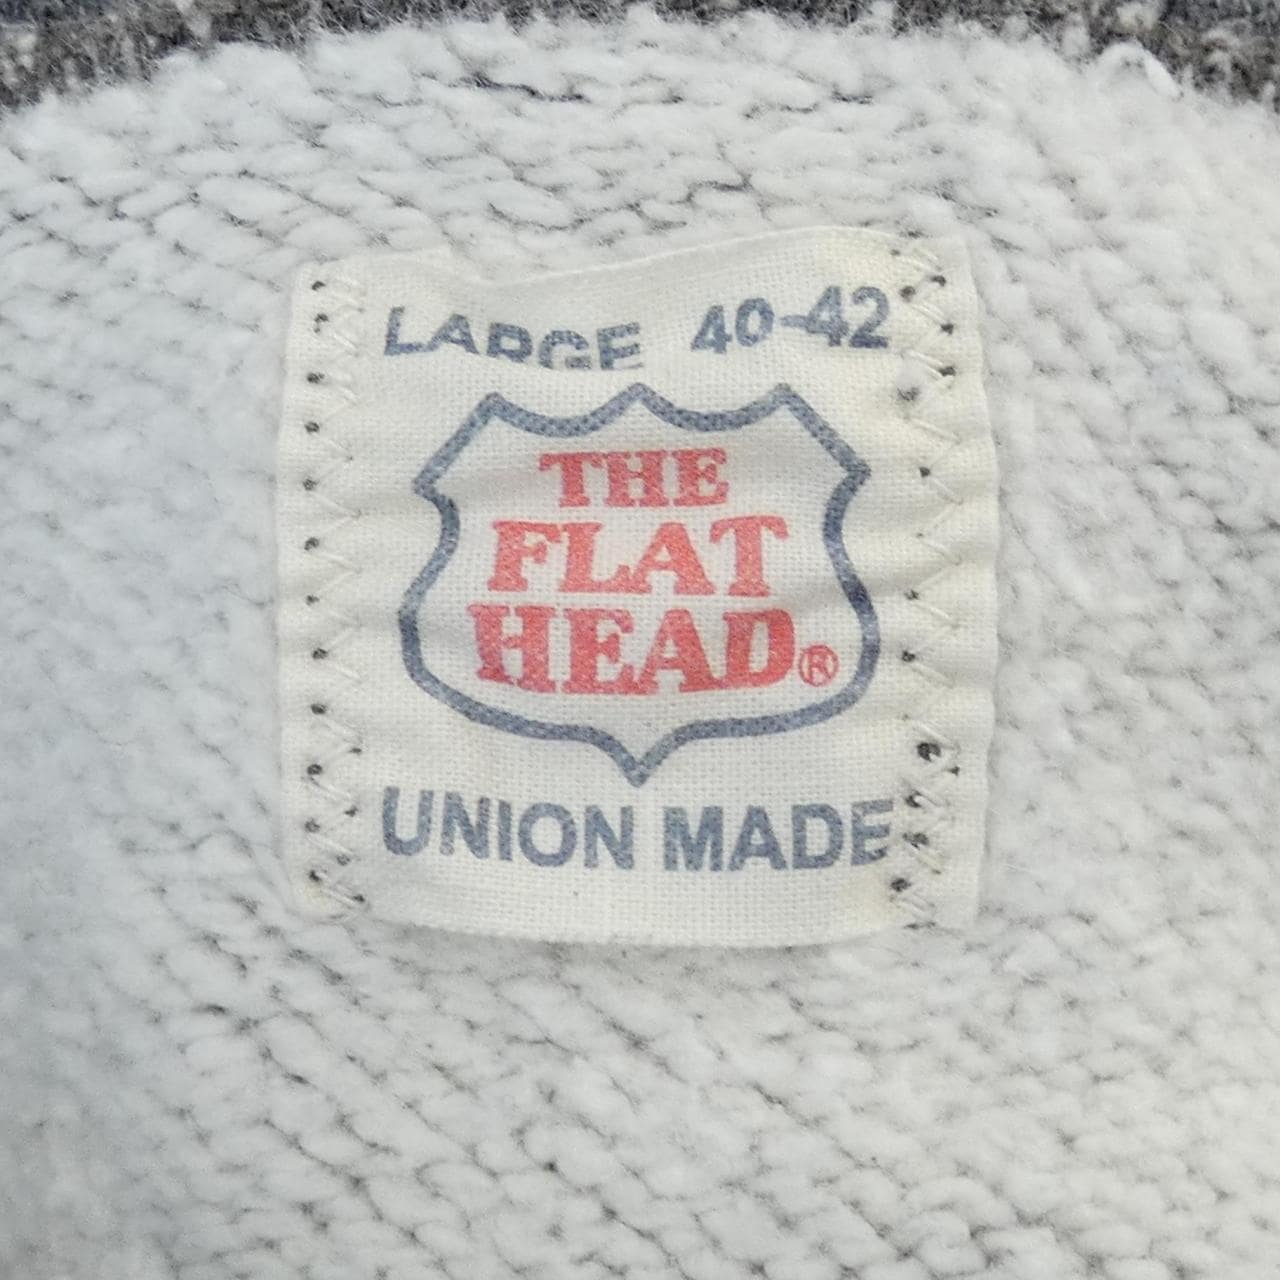 LARGE 40-42
THE
FLAT
HEAD®
UNION MADE